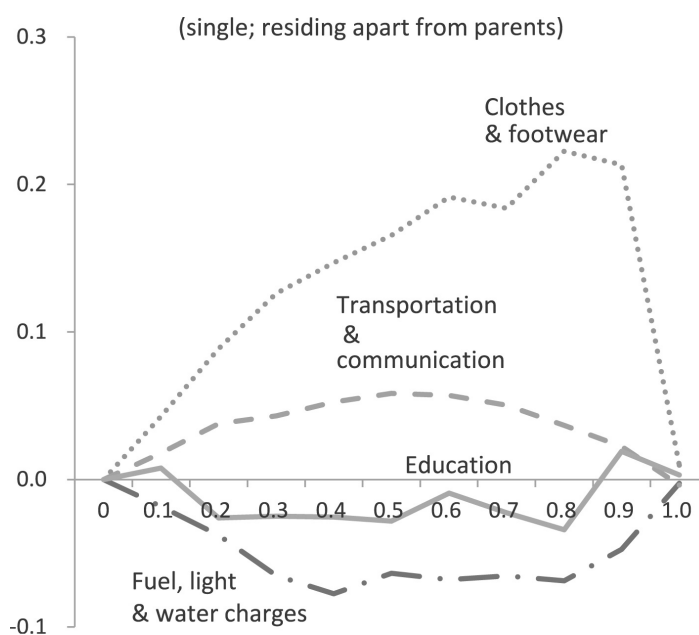 (single; residing apart from parents)
0.3
Clothes
& footwear
0.2
Transportation
&
communication
0.1
Education
0.0
0 0.1 0.2 0.3 0.4 0.5 0.6 0.7 0.8 0.9 1.0
Fuel, light
& water charges
-0.1